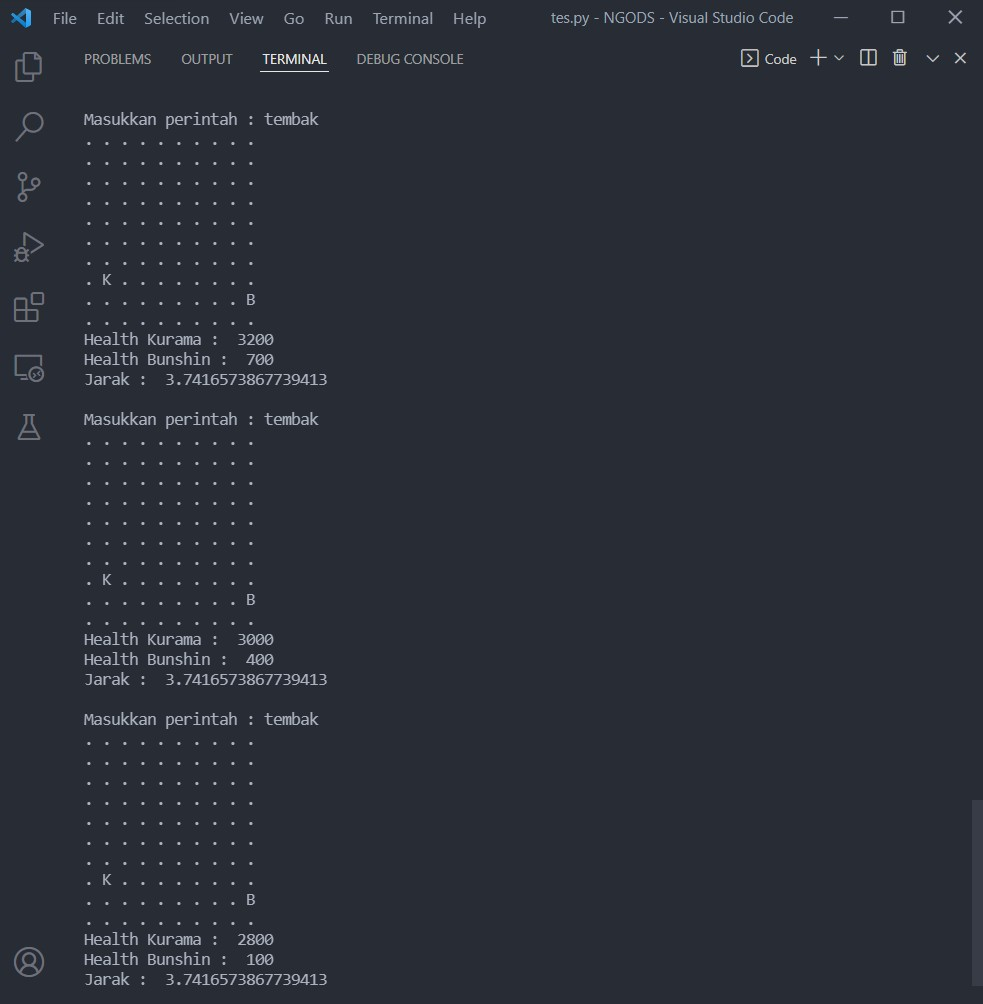 File Edit Selection View Go Run Terminal Help tes.py - NGODS - Visual Studio Code
PROBLEMS OUTPUT TERMINAL DEBUG CONSOLE Code
Masukkan perintah : tembak
. . . . . . . . . .
. . . . . . . . . .
. . . . . . . . . .
. . . . . . . . . .
. . . . . . . . . .
. . . . . . . . . .
. . . . . . . . . .
. K . . . . . . . .
. . . . . . . . . B
. . . . . . . . . .
Health Kurama :  3200
Health Bunshin :  700
Jarak :  3.7416573867739413
Masukkan perintah : tembak
. . . . . . . . . .
. . . . . . . . . .
. . . . . . . . . .
. . . . . . . . . .
. . . . . . . . . .
. . . . . . . . . .
. . . . . . . . . .
. K . . . . . . . .
. . . . . . . . . B
. . . . . . . . . .
Health Kurama :  3000
Health Bunshin :  400
Jarak :  3.7416573867739413
Masukkan perintah : tembak
. . . . . . . . . .
. . . . . . . . . .
. . . . . . . . . .
. . . . . . . . . .
. . . . . . . . . .
. . . . . . . . . .
. . . . . . . . . .
. K . . . . . . . .
. . . . . . . . . B
. . . . . . . . . .
Health Kurama :  2800
Health Bunshin :  100
Jarak :  3.7416573867739413